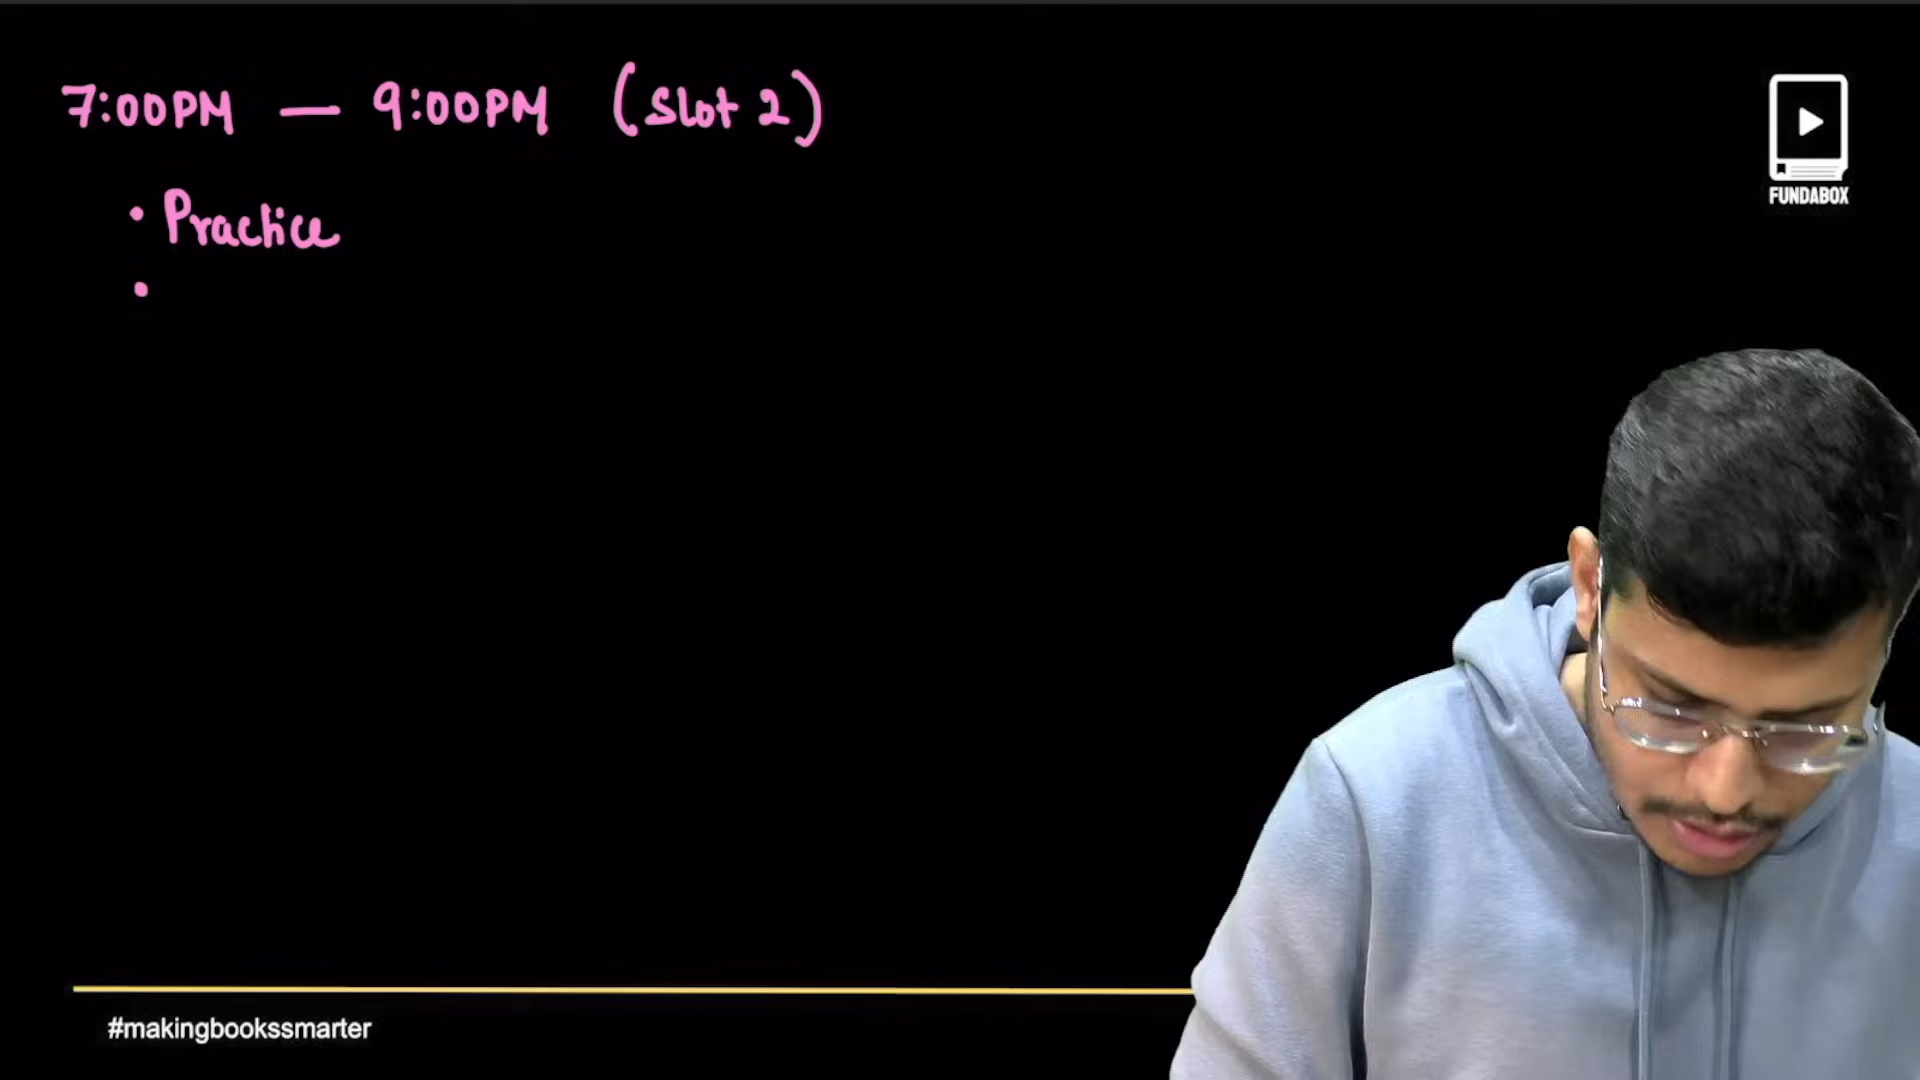 7:00PM — 9:00PM (Slot 2)
FUNDABOX
• Practice
•
#makingbookssmarter